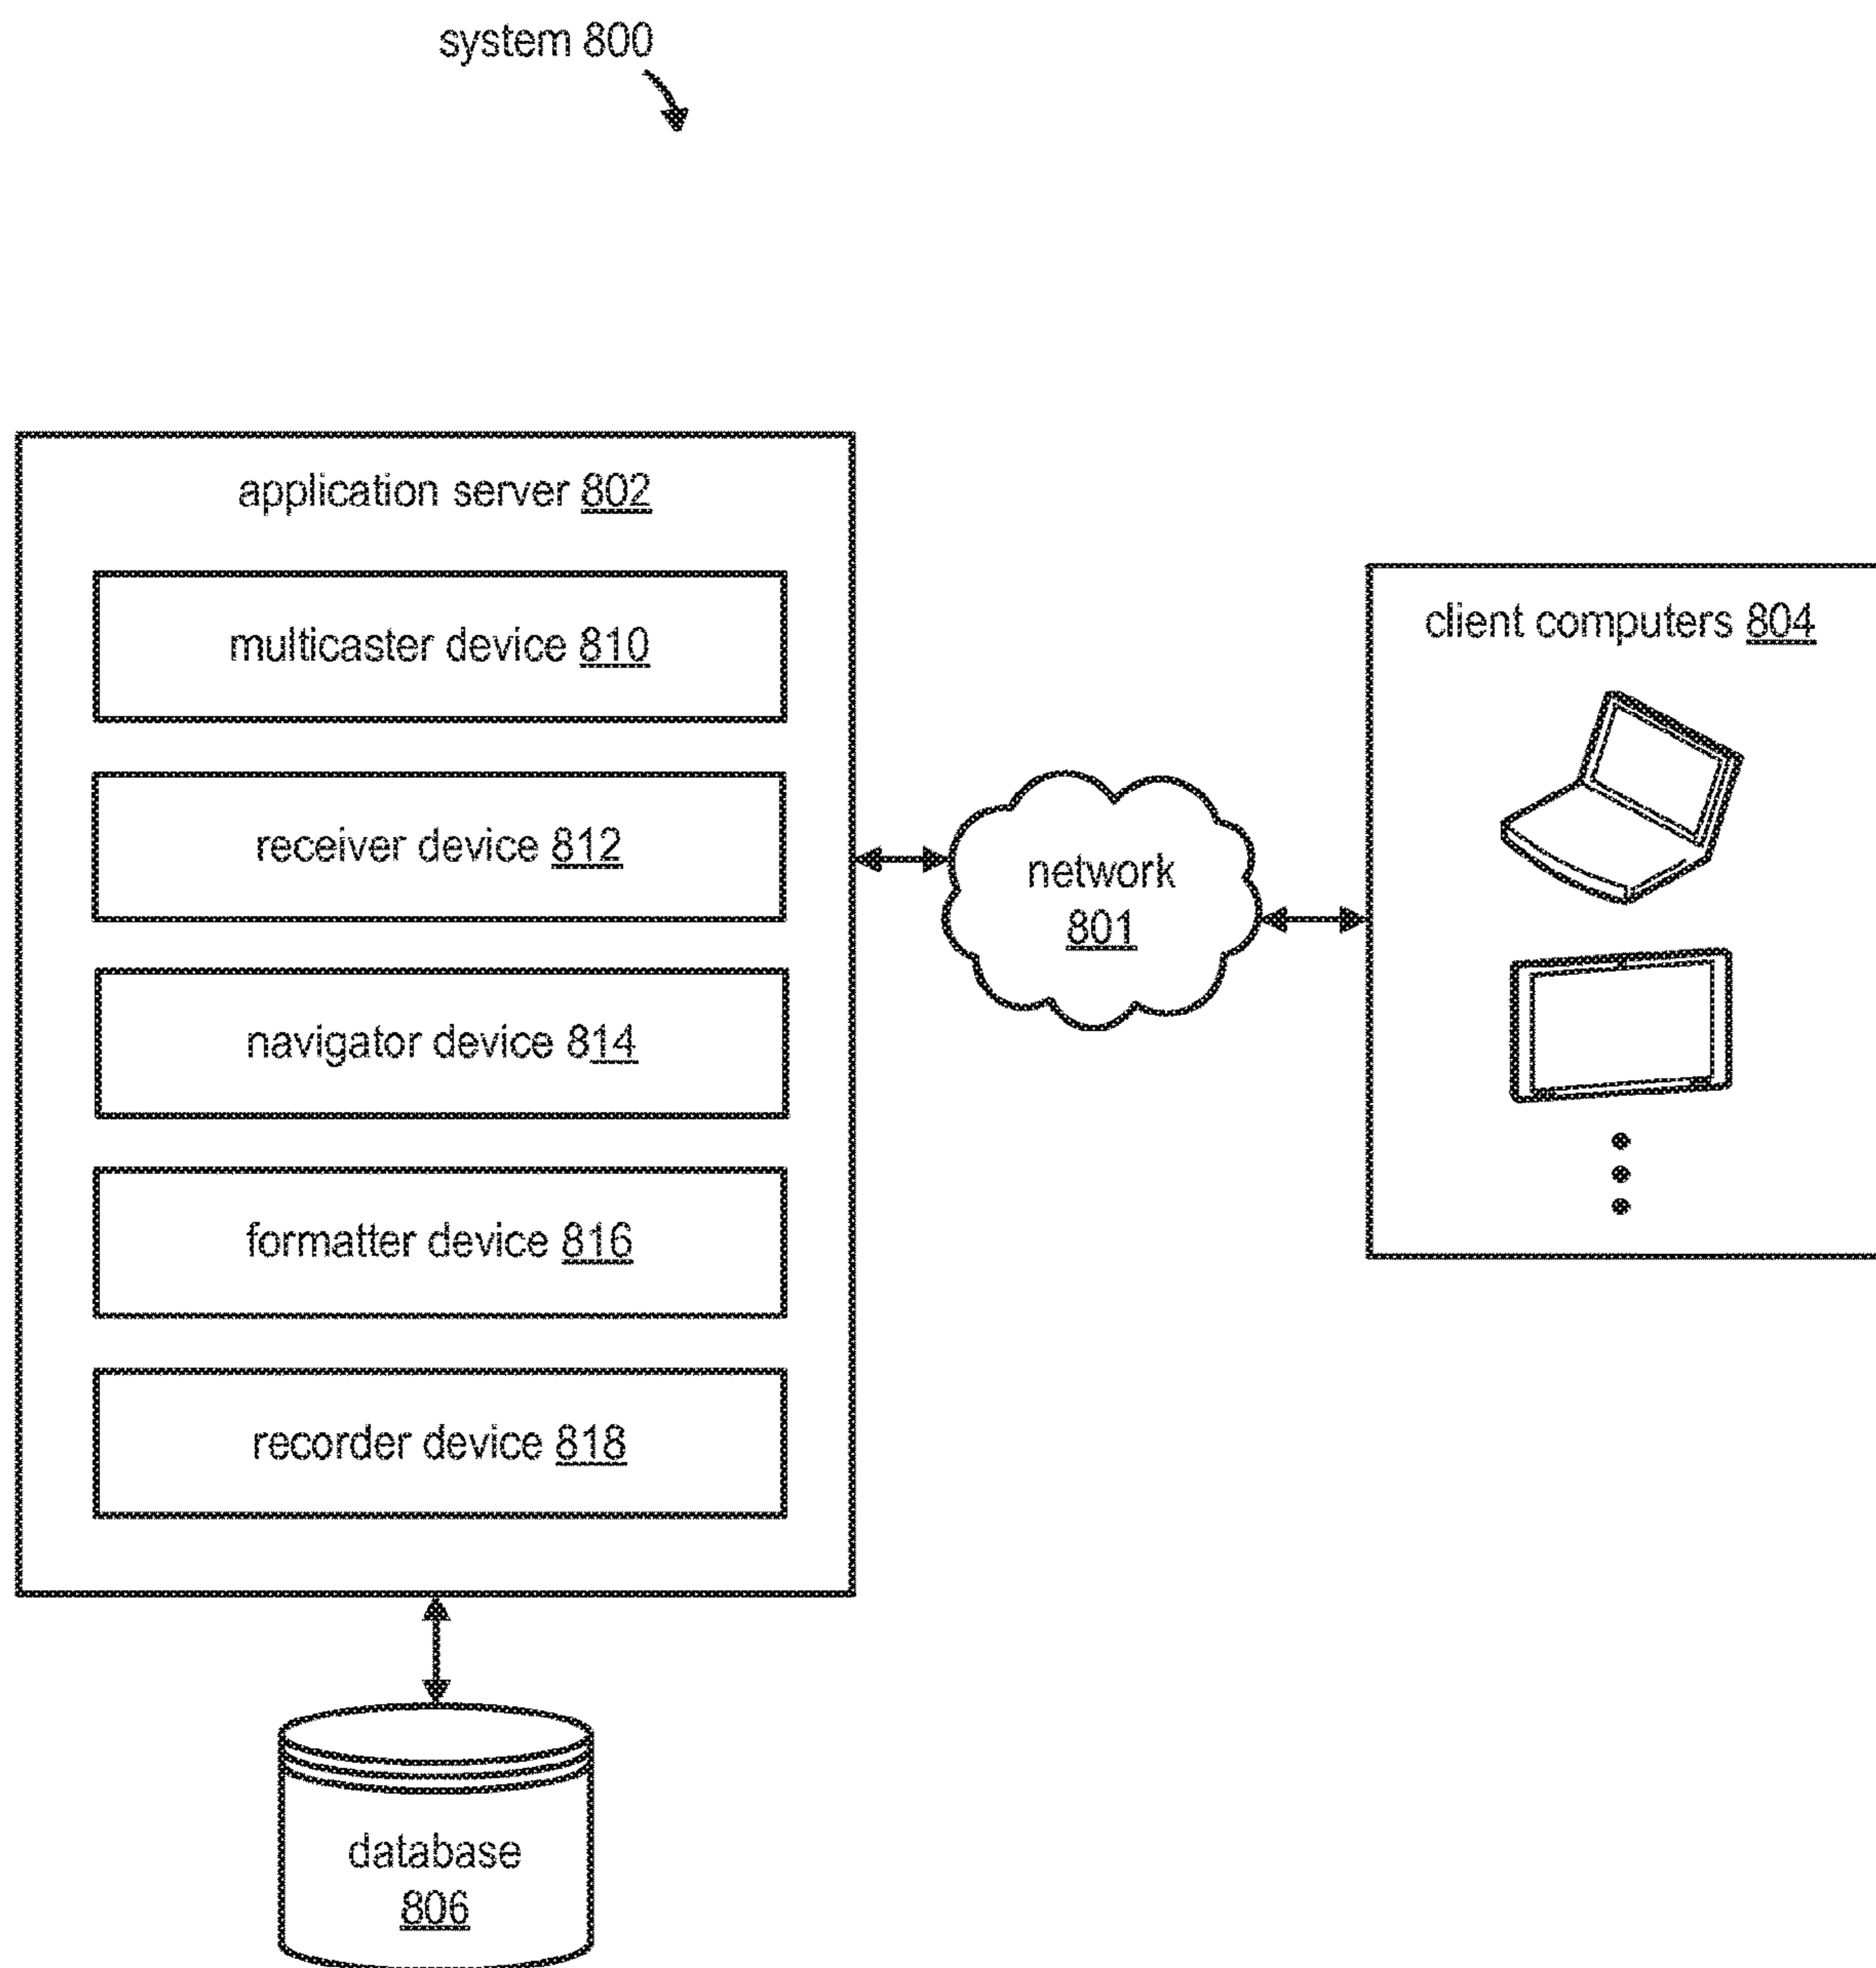 system 800
application server 802
multicaster device 810
receiver device 812
navigator device 814
formatter device 816
recorder device 818
network
801
client computers 804
database
806